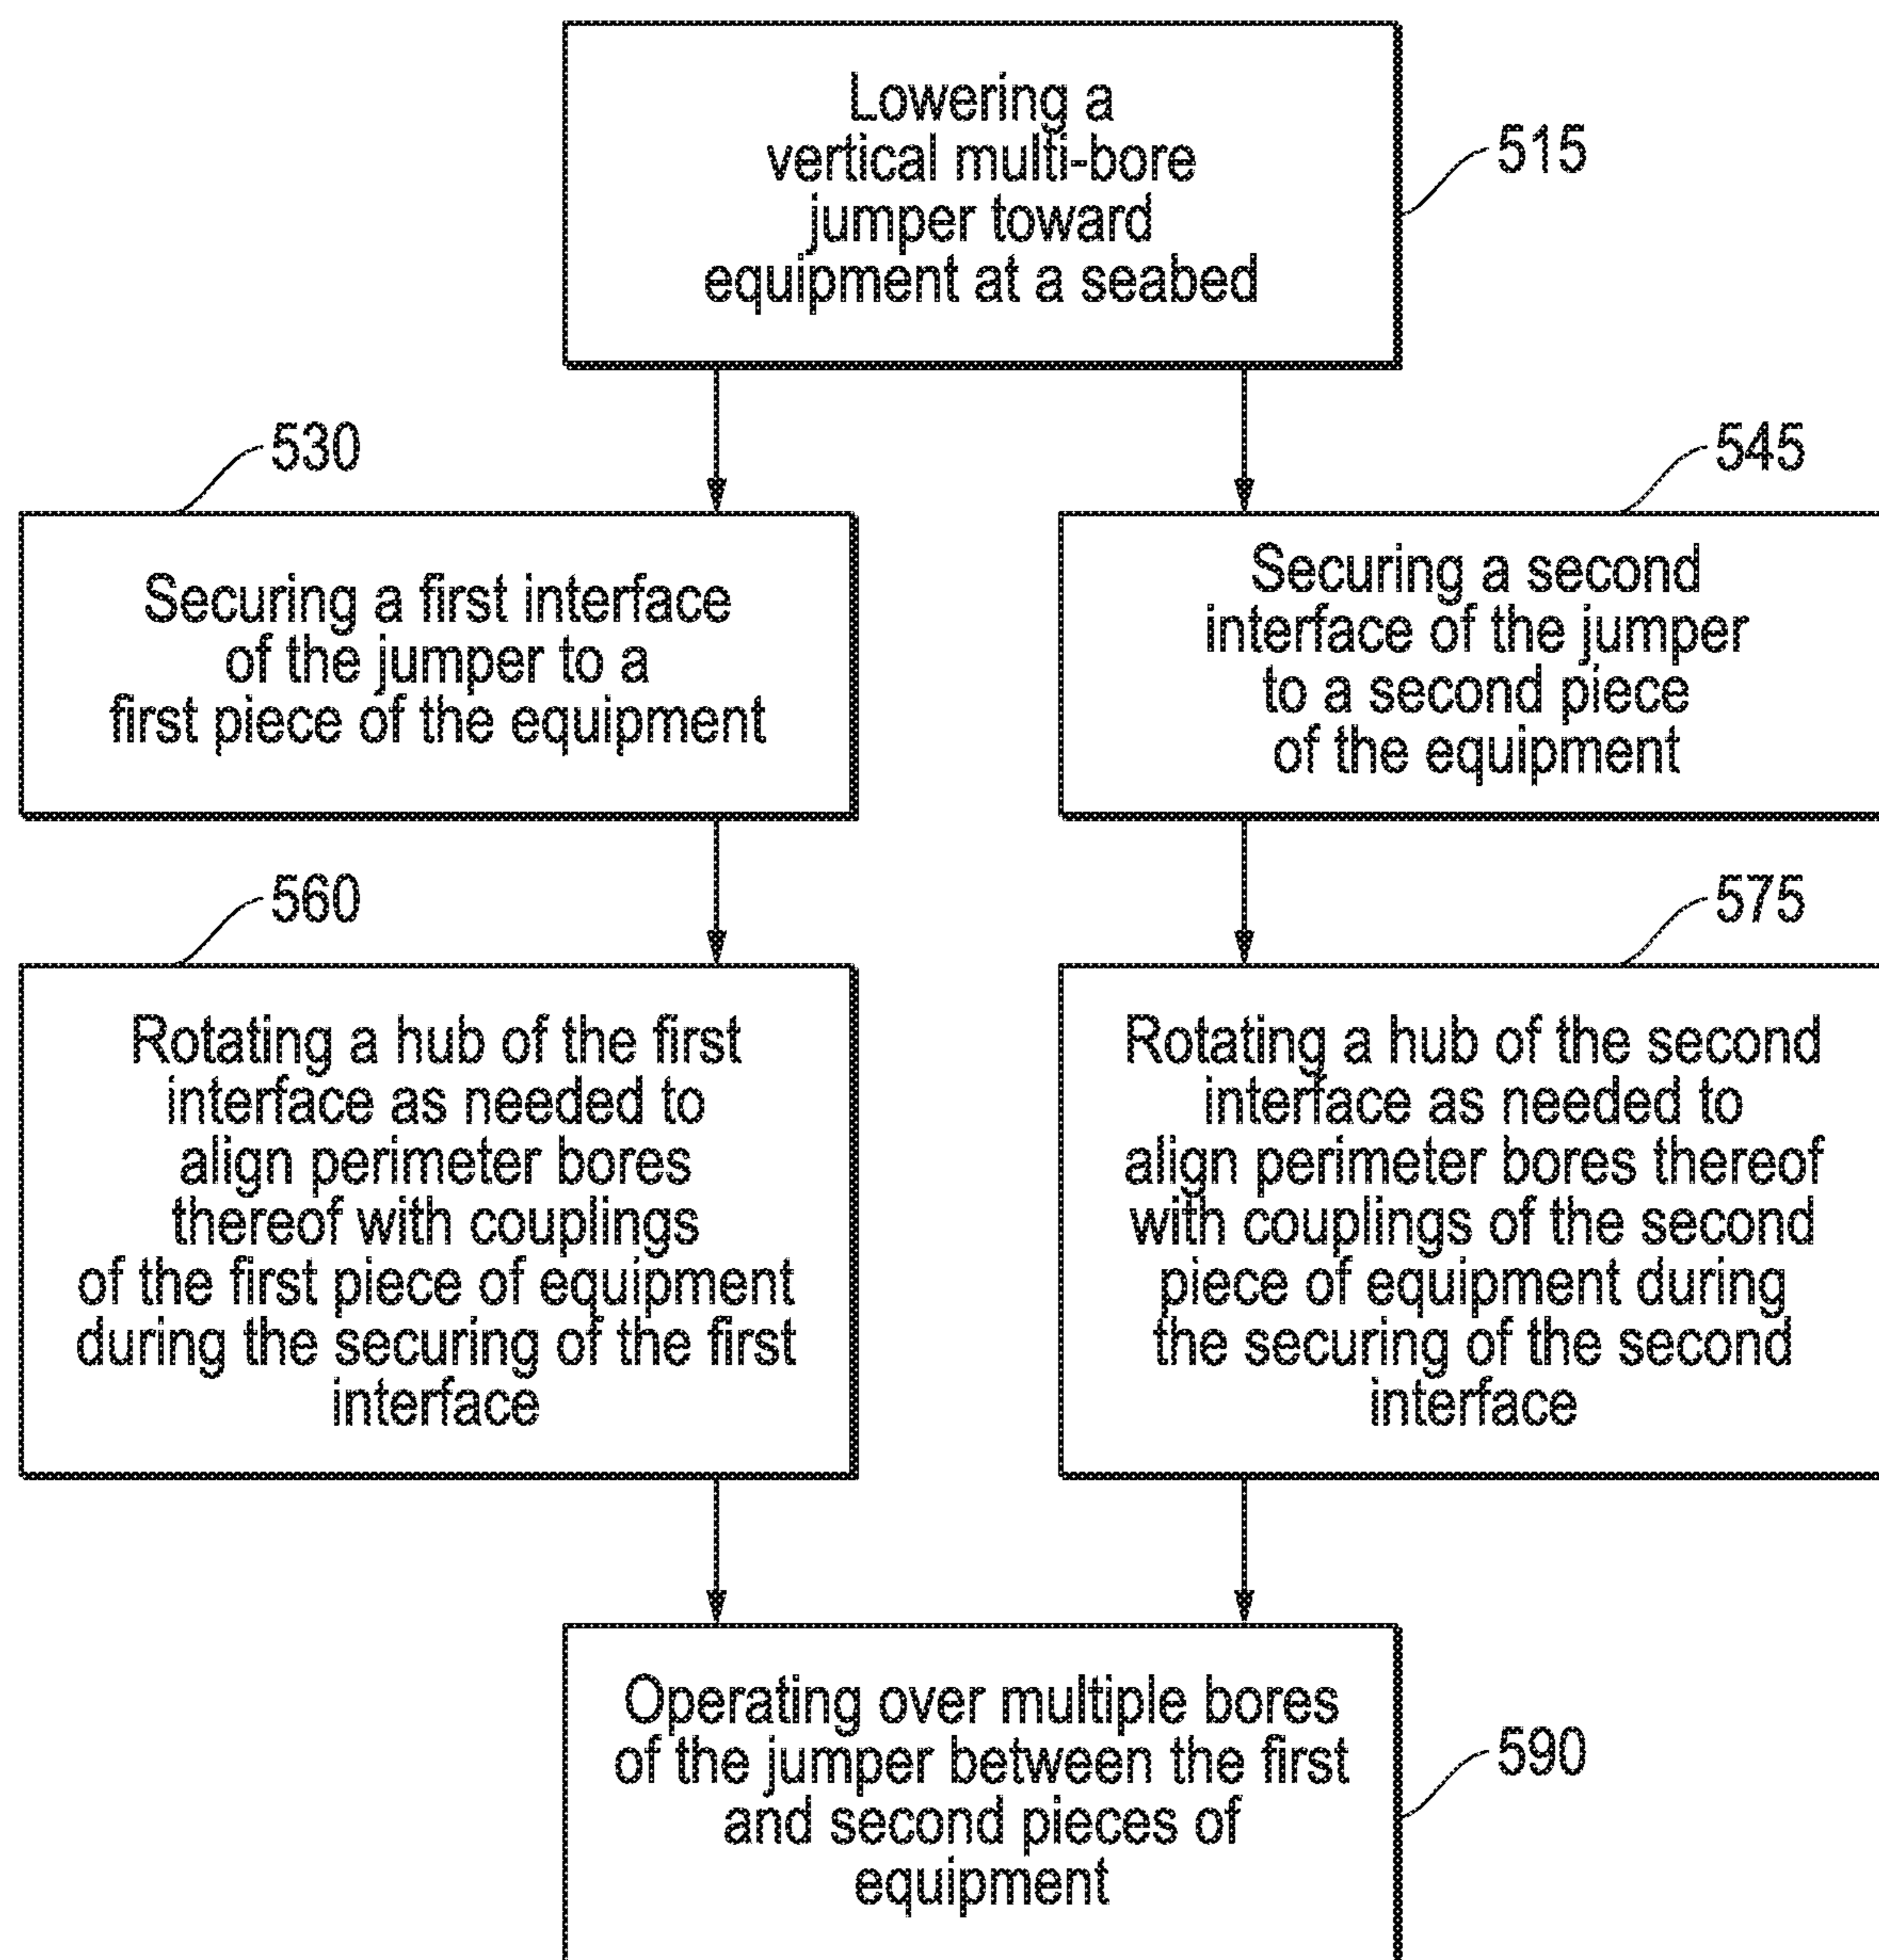 Lowering a
vertical multi-bore
jumper toward
equipment at a seabed
515
530
Securing a first interface
of the jumper to a
first piece of the equipment
545
Securing a second
interface of the jumper
to a second piece
of the equipment
560
Rotating a hub of the first
interface as needed to
align perimeter bores
thereof with couplings
of the first piece of equipment
during the securing of the first
interface
575
Rotating a hub of the second
interface as needed to
align perimeter bores thereof
with couplings of the second
piece of equipment during
the securing of the second
interface
Operating over multiple bores
of the jumper between the first
and second pieces of
equipment
590